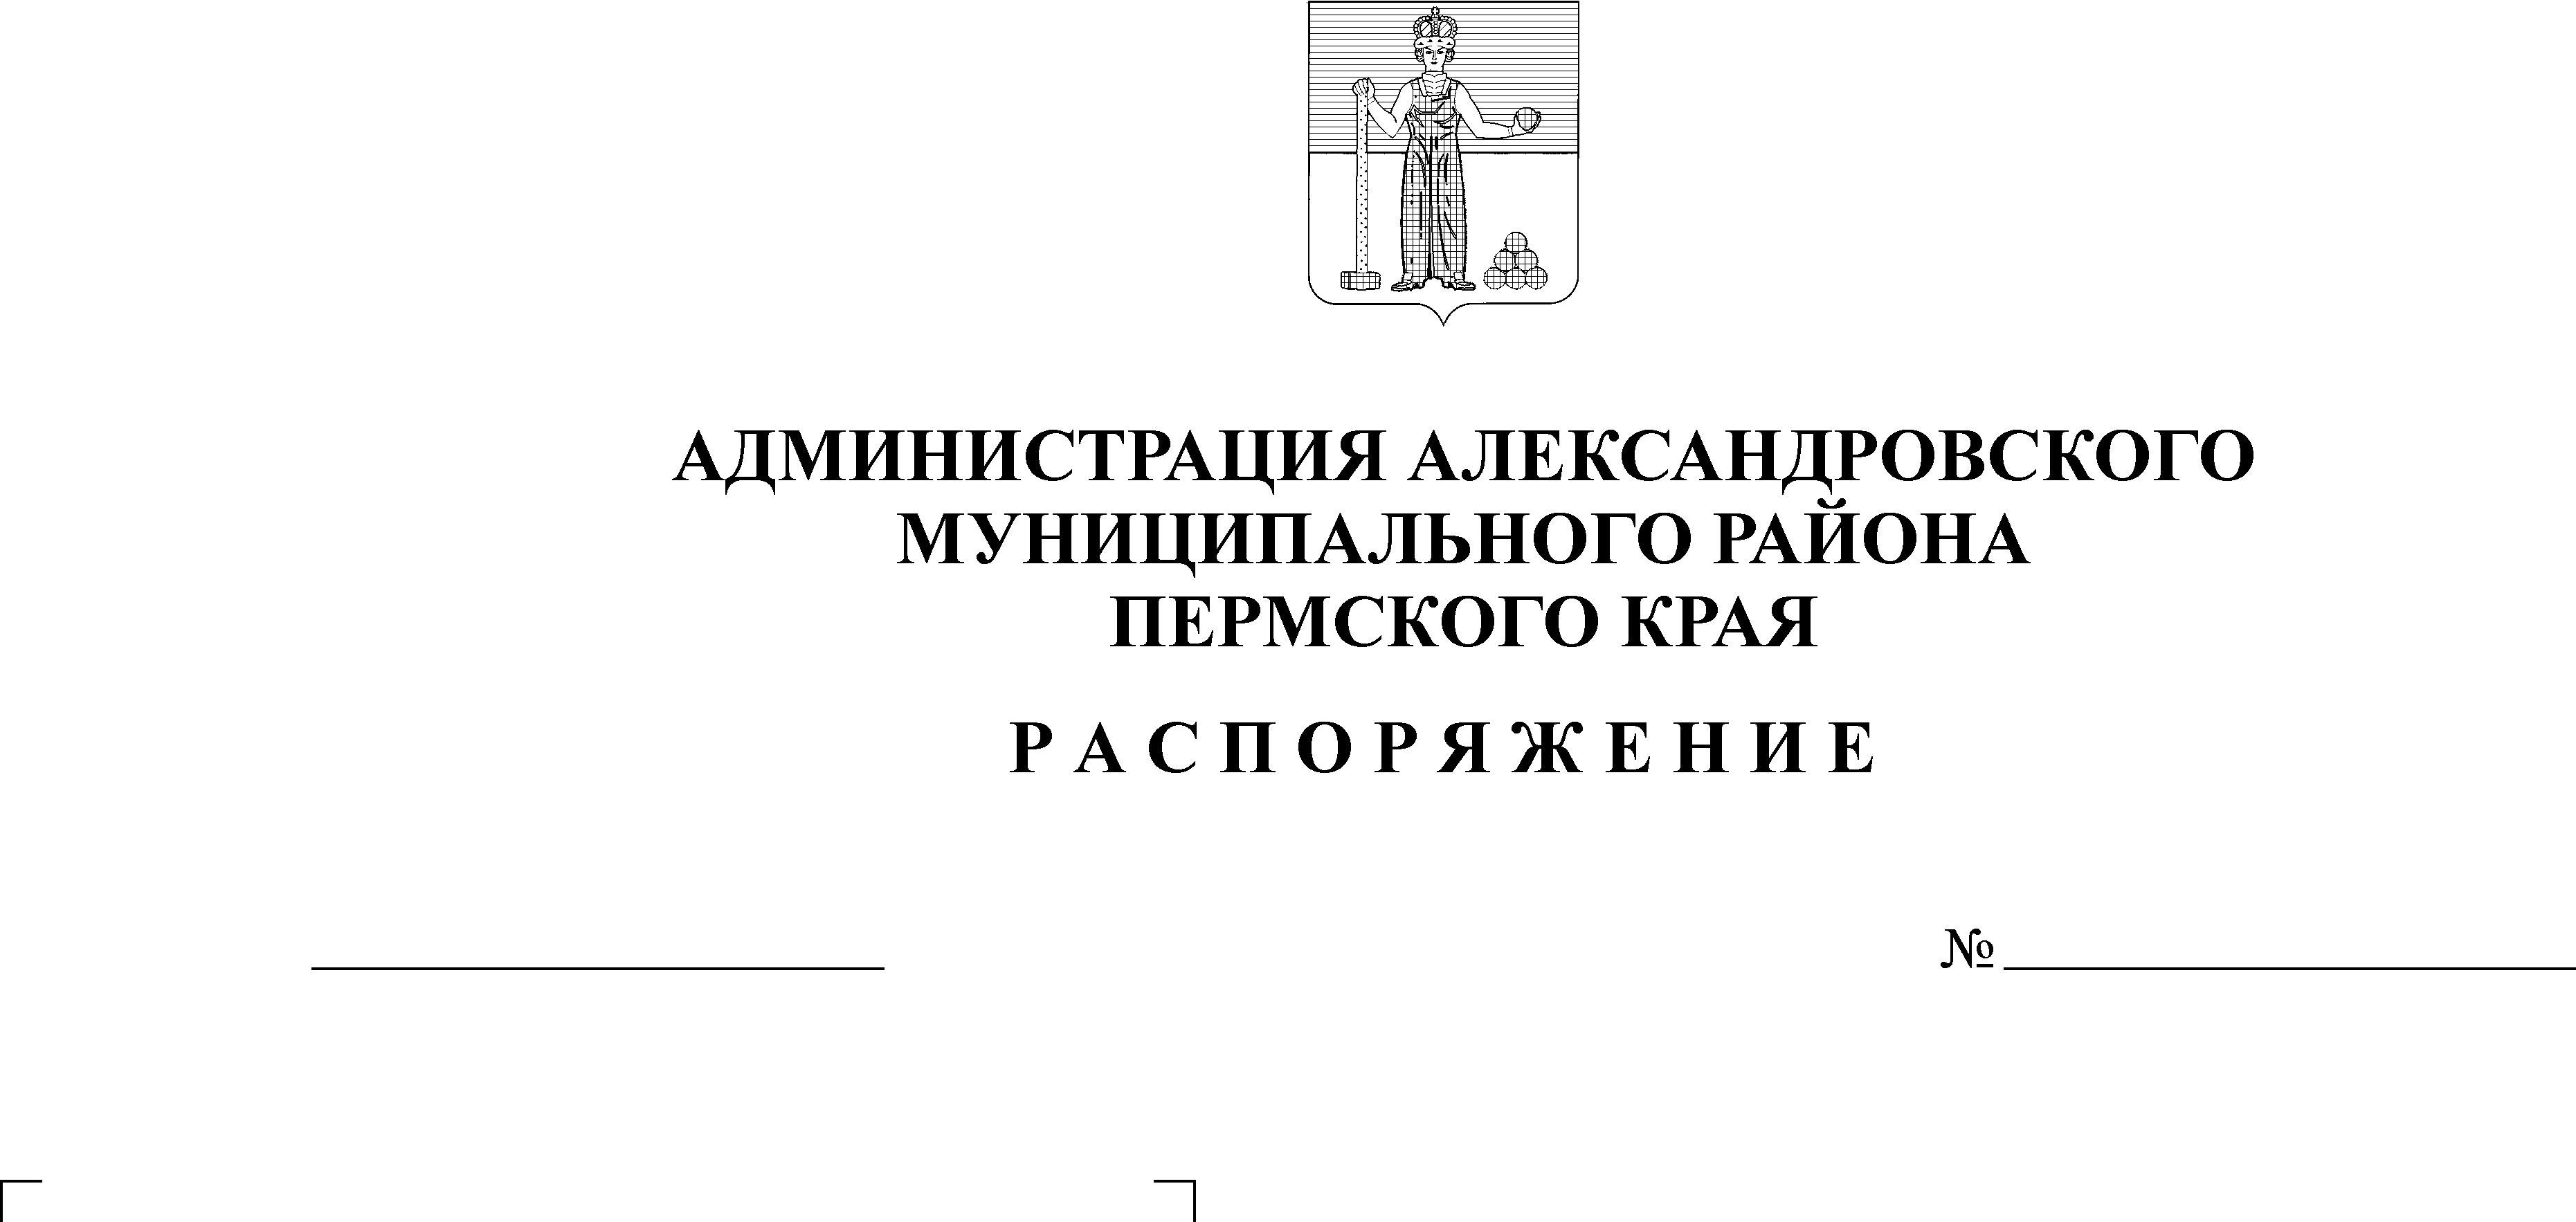 АДМИНИСТРАЦИЯ АЛЕКСАНДРОВСКОГО
МУНИЦИПАЛЬНОГО РАЙОНА
ПЕРМСКОГО КРАЯ
Р А С П О Р Я Ж Е Н И Е
№